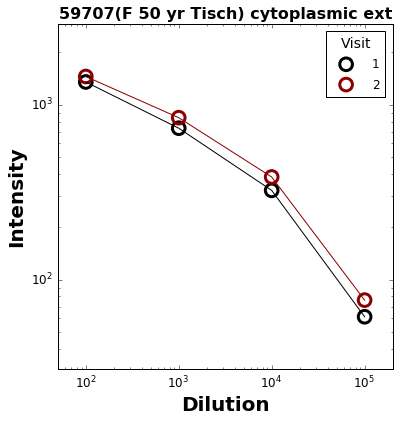 59707(F 50 yr Tisch) cytoplasmic ext
Visit
1
2
Intensity
10³
10²
10² 10³ 10⁴ 10⁵
Dilution